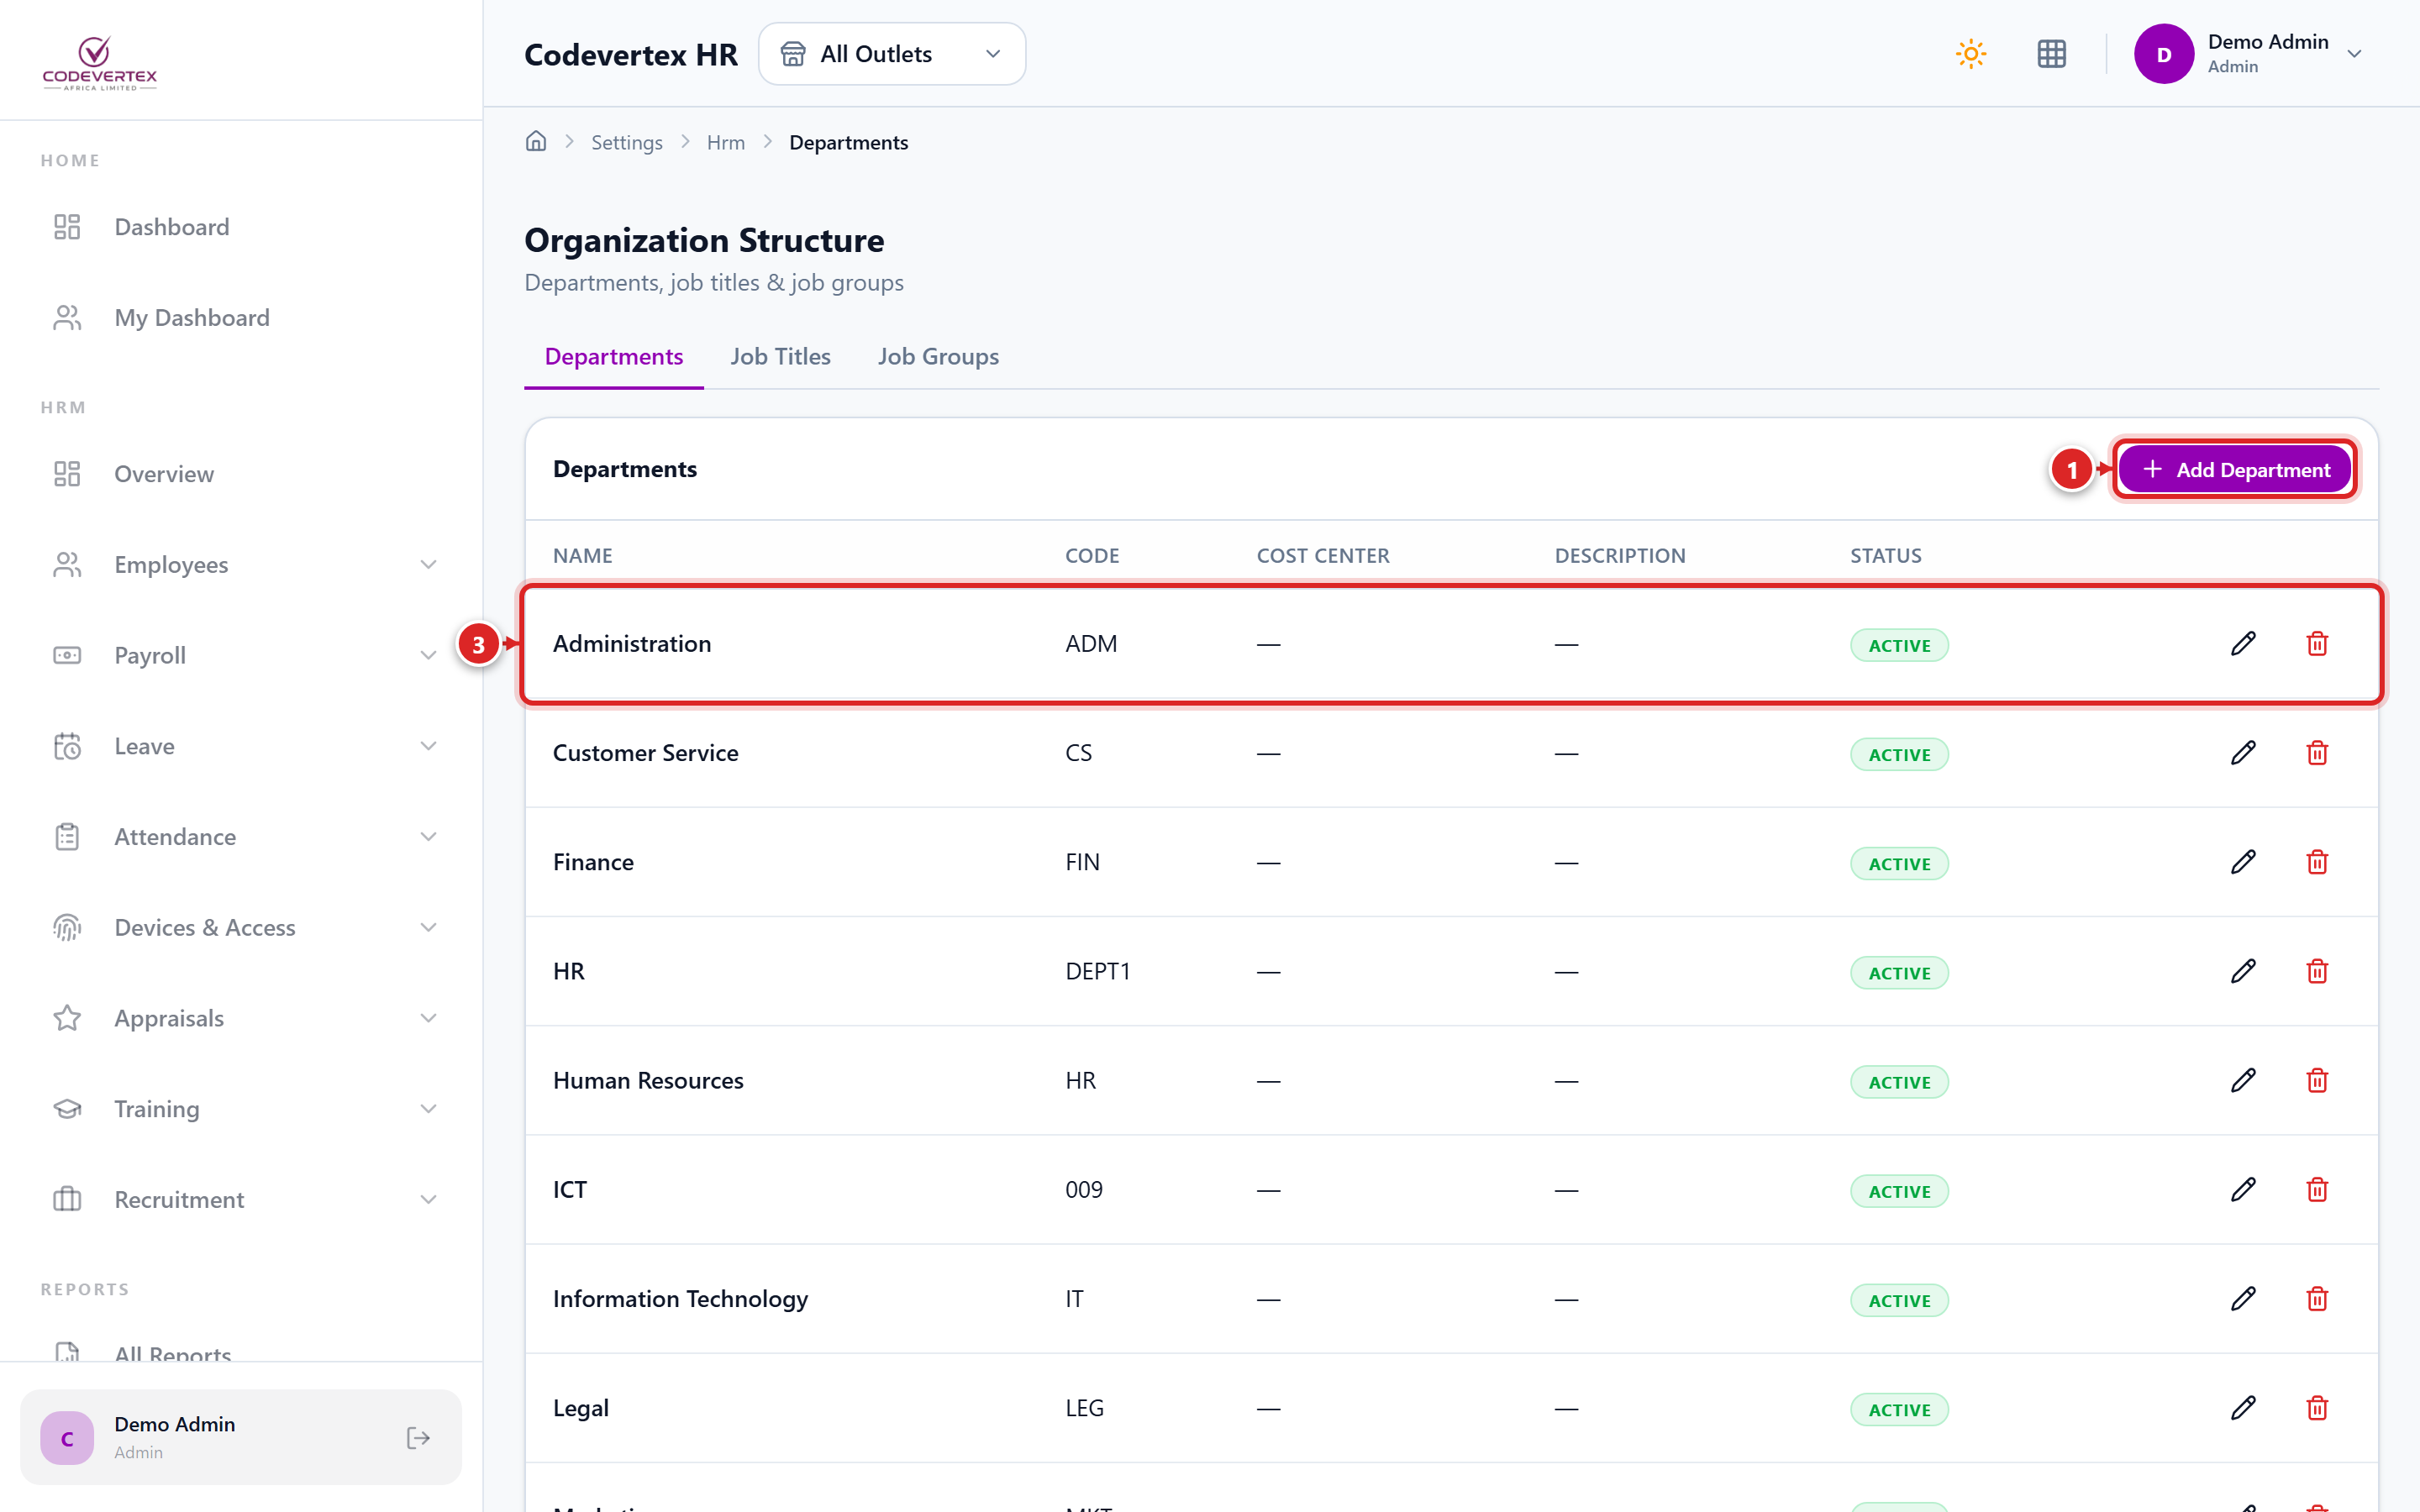 CODEVERTEX
AFRICA LIMITED
HOME
Dashboard
My Dashboard
HRM
Overview
Employees
Payroll
Leave
Attendance
Devices & Access
Appraisals
Training
Recruitment
REPORTS
All Reports
C
Demo Admin
Admin
Codevertex HR
All Outlets
D
Demo Admin
Admin
Settings
Hrm
Departments
Organization Structure
Departments, job titles & job groups
Departments
Job Titles
Job Groups
Departments
1
+ Add Department
NAME CODE COST CENTER DESCRIPTION STATUS
3
Administration ADM — — ACTIVE
Customer Service CS — — ACTIVE
Finance FIN — — ACTIVE
HR DEPT1 — — ACTIVE
Human Resources HR — — ACTIVE
ICT 009 — — ACTIVE
Information Technology IT — — ACTIVE
Legal LEG — — ACTIVE